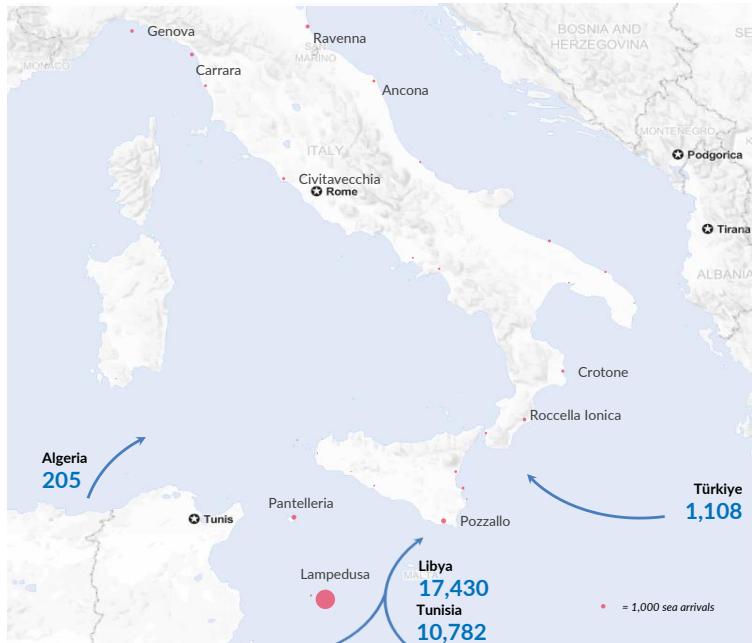 Genova
Ravenna
BOSNIA AND
HERZEGOVINA
SE
SAN
MARINO
MONACO
Carrara
Ancona
MONTENEGRO
K
ITALY
Podgorica
Civitavecchia
Rome
Tirana
ALBANIA
Crotone
Roccella Ionica
Algeria
205
Türkiye
1,108
Pantelleria
Tunis
Pozzallo
Lampedusa
Libya
17,430
MALTA
Tunisia
10,782
= 1,000 sea arrivals